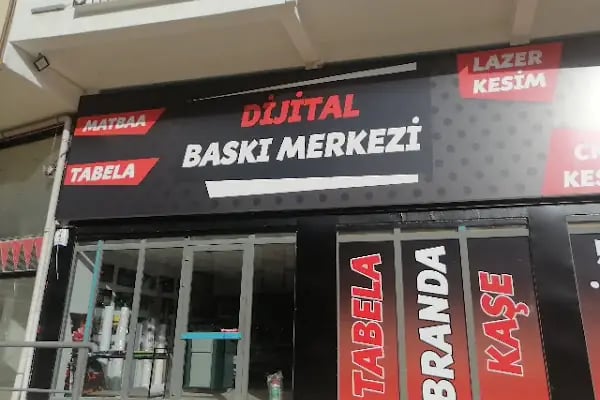 MATBAA
TABELA
DİJİTAL
BASKI MERKEZİ
LAZER
KESİM
TABELA
BRANDA
KAŞE